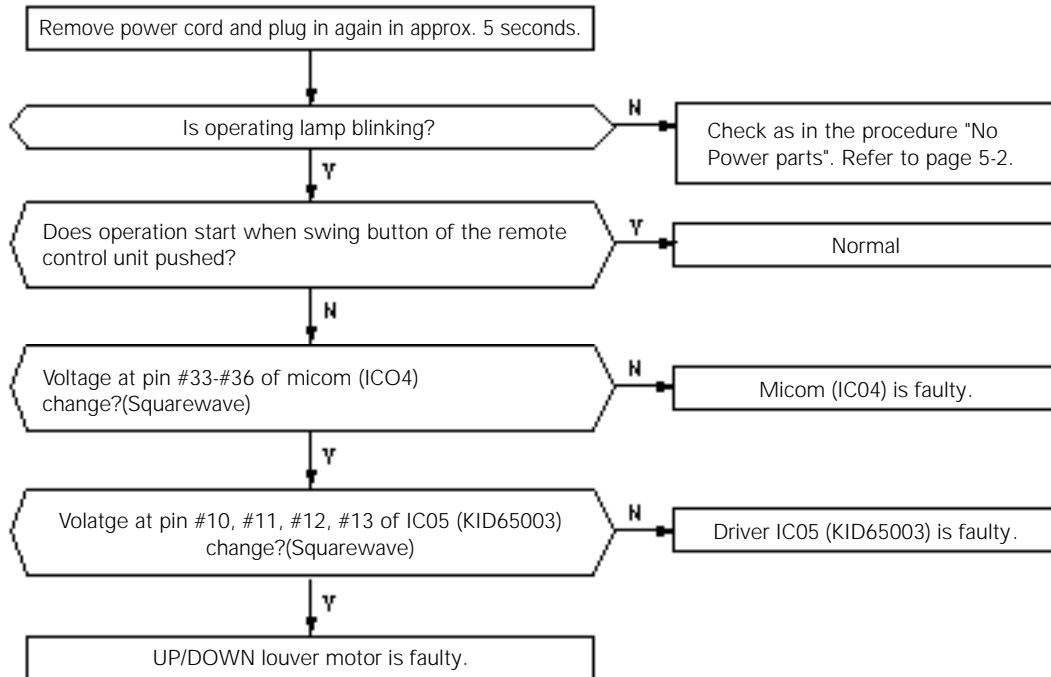 Remove power cord and plug in again in approx. 5 seconds.
Is operating lamp blinking?
N
Check as in the procedure "No
Power parts". Refer to page 5-2.
Y
Does operation start when swing button of the remote
control unit pushed?
Y
Normal
N
Voltage at pin #33-#36 of micom (ICO4)
change?(Squarewave)
N
Micom (IC04) is faulty.
Y
Volatge at pin #10, #11, #12, #13 of IC05 (KID65003)
change?(Squarewave)
N
Driver IC05 (KID65003) is faulty.
Y
UP/DOWN louver motor is faulty.